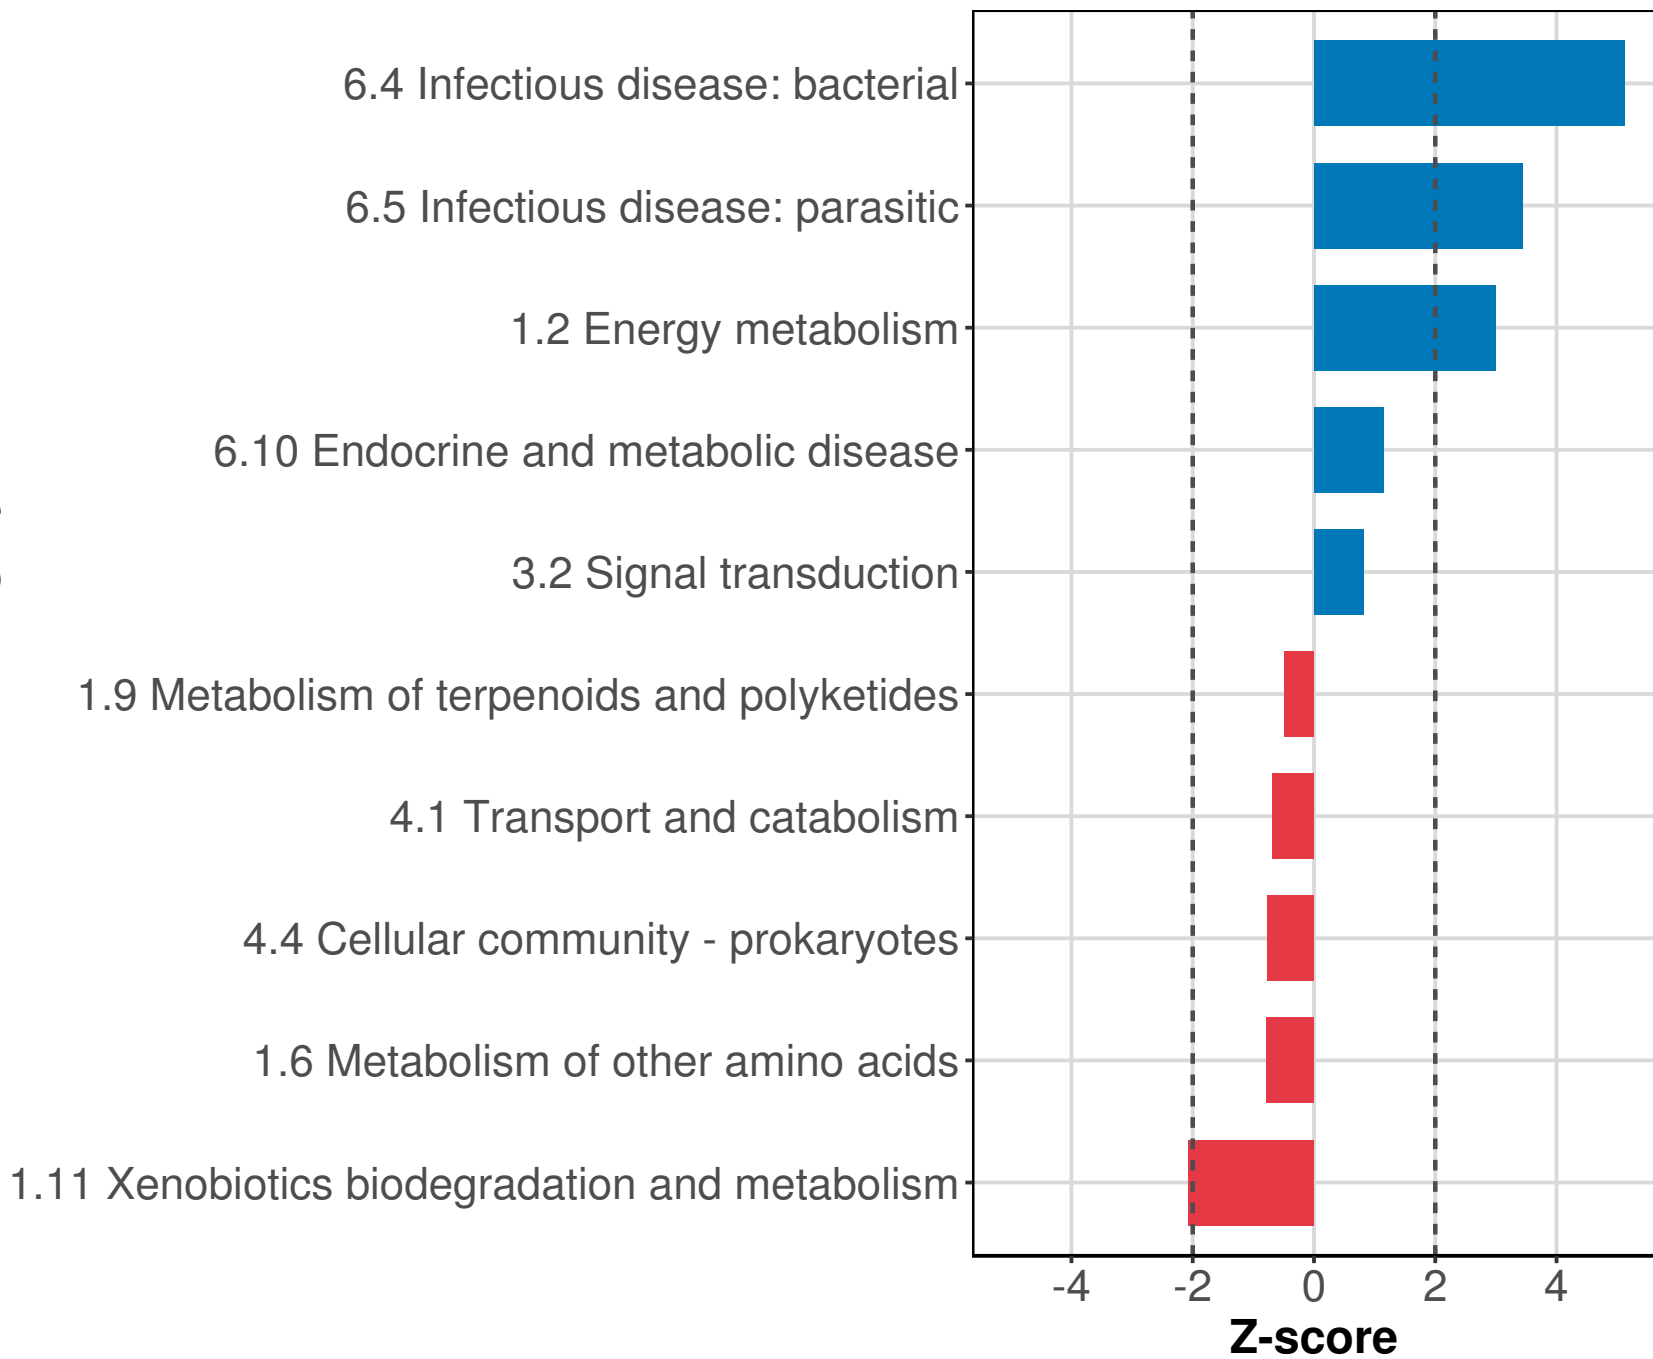 6.4 Infectious disease: bacterial
6.5 Infectious disease: parasitic
1.2 Energy metabolism
6.10 Endocrine and metabolic disease
3.2 Signal transduction
1.9 Metabolism of terpenoids and polyketides
4.1 Transport and catabolism
4.4 Cellular community - prokaryotes
1.6 Metabolism of other amino acids
1.11 Xenobiotics biodegradation and metabolism
-4 -2 0 2 4
Z-score